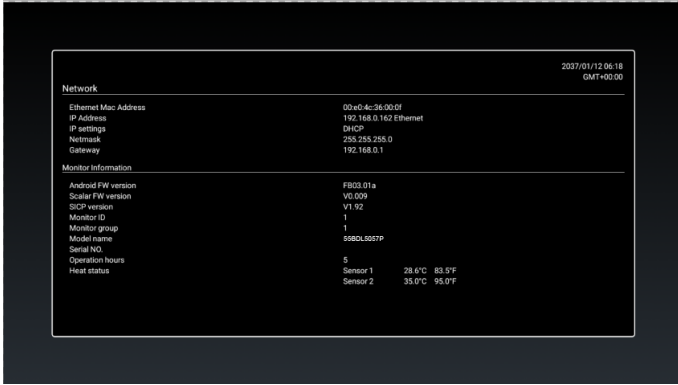 2037/01/12 06:18
GMT+00:00
Network
Ethernet Mac Address 00:e0:4c:36:00:0f
IP Address 192.168.0.162 Ethernet
IP settings DHCP
Netmask 255.255.255.0
Gateway 192.168.0.1
Monitor Information
Android FW version FB03.01a
Scalar FW version V0.009
SICP version V1.92
Monitor ID 1
Monitor group 1
Model name 55BDL5057P
Serial NO.
Operation hours 5
Heat status Sensor 1 28.6°C 83.5°F
Sensor 2 35.0°C 95.0°F